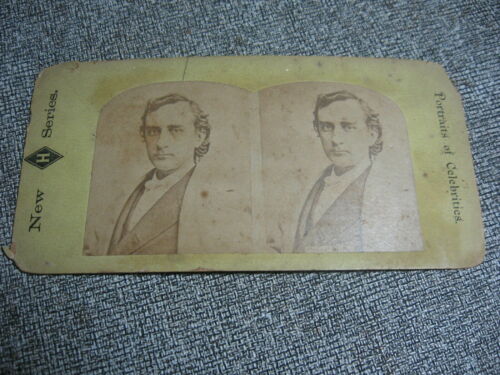 New H Series.
Portraits of Celebrities.